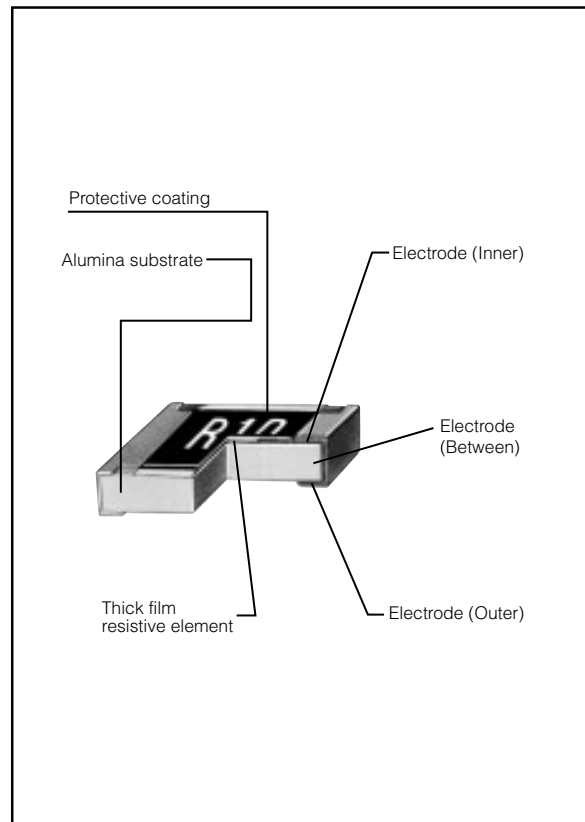 Protective coating
Alumina substrate
Electrode (Inner)
R10
Electrode
(Between)
Thick film
resistive element
Electrode (Outer)